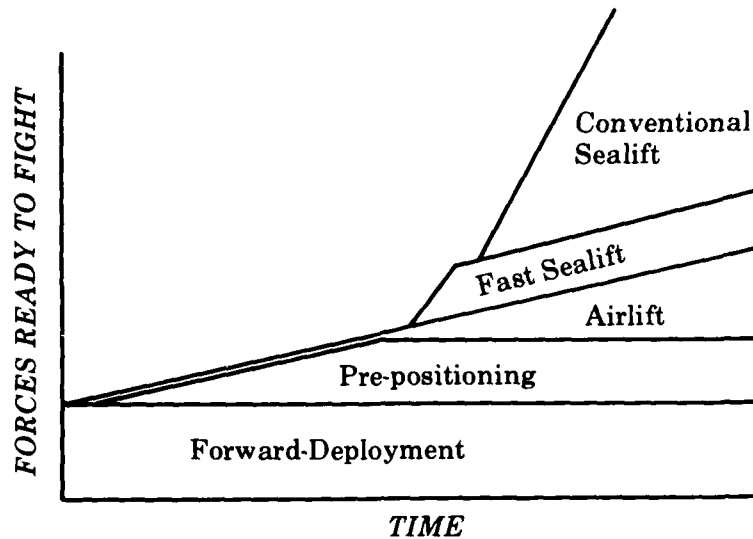 FORCES READY TO FIGHT
Conventional
Sealift
Fast Sealift
Airlift
Pre-positioning
Forward-Deployment
TIME